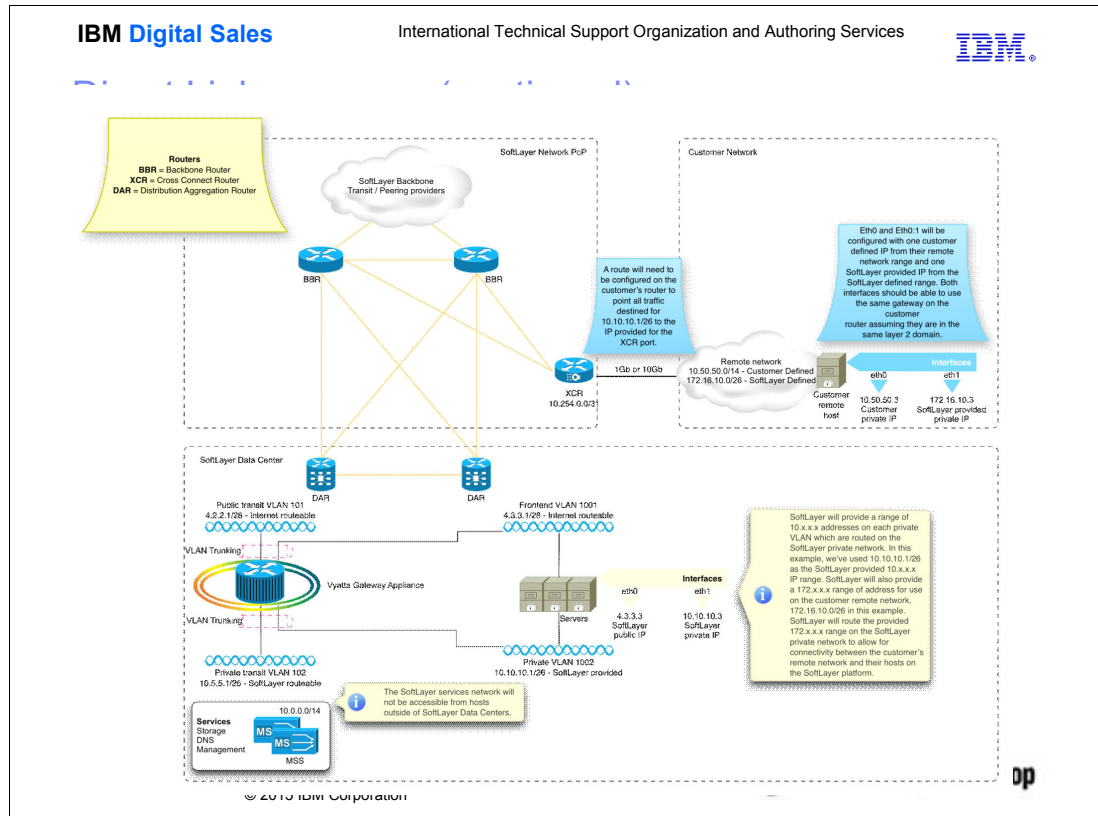 IBM Digital Sales
International Technical Support Organization and Authoring Services
IBM®
Routers
BBR = Backbone Router
XCR = Cross Connect Router
DAR = Distribution Aggregation Router
SoftLayer Network PoP
SoftLayer Backbone
Transit / Peering providers
BBR
BBR
A route will need to
be configured on the
customer's router to
point all traffic
destined for
10.10.10.1/26 to the
IP provided for the
XCR port.
XCR
10.254.0.0/31
1Gb or 10Gb
Customer Network
Eth0 and Eth0:1 will be
configured with one customer
defined IP from their remote
network range and one
SoftLayer provided IP from the
SoftLayer defined range. Both
interfaces should be able to use
the same gateway on the
customer
router assuming they are in the
same layer 2 domain.
Remote network
10.50.50.0/14 - Customer Defined
172.16.10.0/26 - SoftLayer Defined
Customer
remote
host
Interfaces
eth0
eth1
10.50.50.3
Customer
private IP
172.16.10.3
SoftLayer provided
private IP
SoftLayer Data Center
DAR
DAR
Public transit VLAN 101
4.2.2.1/28 - Internet routeable
Frontend VLAN 1001
4.3.3.1/28 - Internet routeable
VLAN Trunking
Vyatta Gateway Appliance
VLAN Trunking
Servers
Interfaces
eth0
eth1
4.3.3.3
SoftLayer
public IP
10.10.10.3
SoftLayer
private IP
Private transit VLAN 102
10.5.5.1/26 - SoftLayer routeable
Private VLAN 1002
10.10.10.1/26 - SoftLayer provided
SoftLayer will provide a range of
10.x.x.x addresses on each private
VLAN which are routed on the
SoftLayer private network. In this
example, we've used 10.10.10.1/26
as the SoftLayer provided 10.x.x.x
IP range. SoftLayer will also provide
a 172.x.x.x range of address for use
on the customer remote network,
172.16.10.0/26 in this example.
SoftLayer will route the provided
172.x.x.x range on the SoftLayer
private network to allow for
connectivity between the customer's
remote network and their hosts on
the SoftLayer platform.
The SoftLayer services network will
not be accessible from hosts
outside of SoftLayer Data Centers.
10.0.0.0/14
Services
Storage
DNS
Management
MS
MS
MSS
© 2015 IBM Corporation